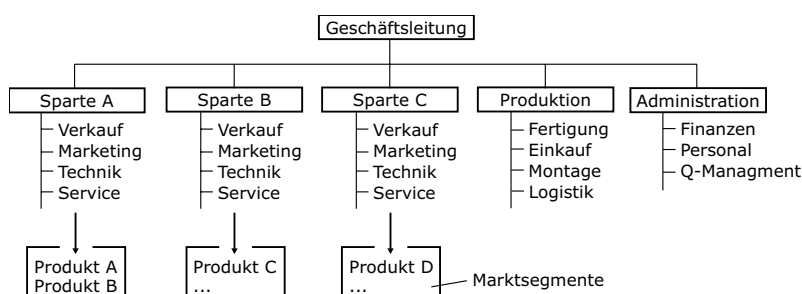 Geschäftsleitung
Sparte A
Sparte B
Sparte C
Produktion
Administration
Verkauf
Marketing
Technik
Service
Verkauf
Marketing
Technik
Service
Verkauf
Marketing
Technik
Service
Fertigung
Einkauf
Montage
Logistik
Finanzen
Personal
Q-Managment
Produkt A
Produkt B
Produkt C
...
Produkt D
...
Marktsegmente